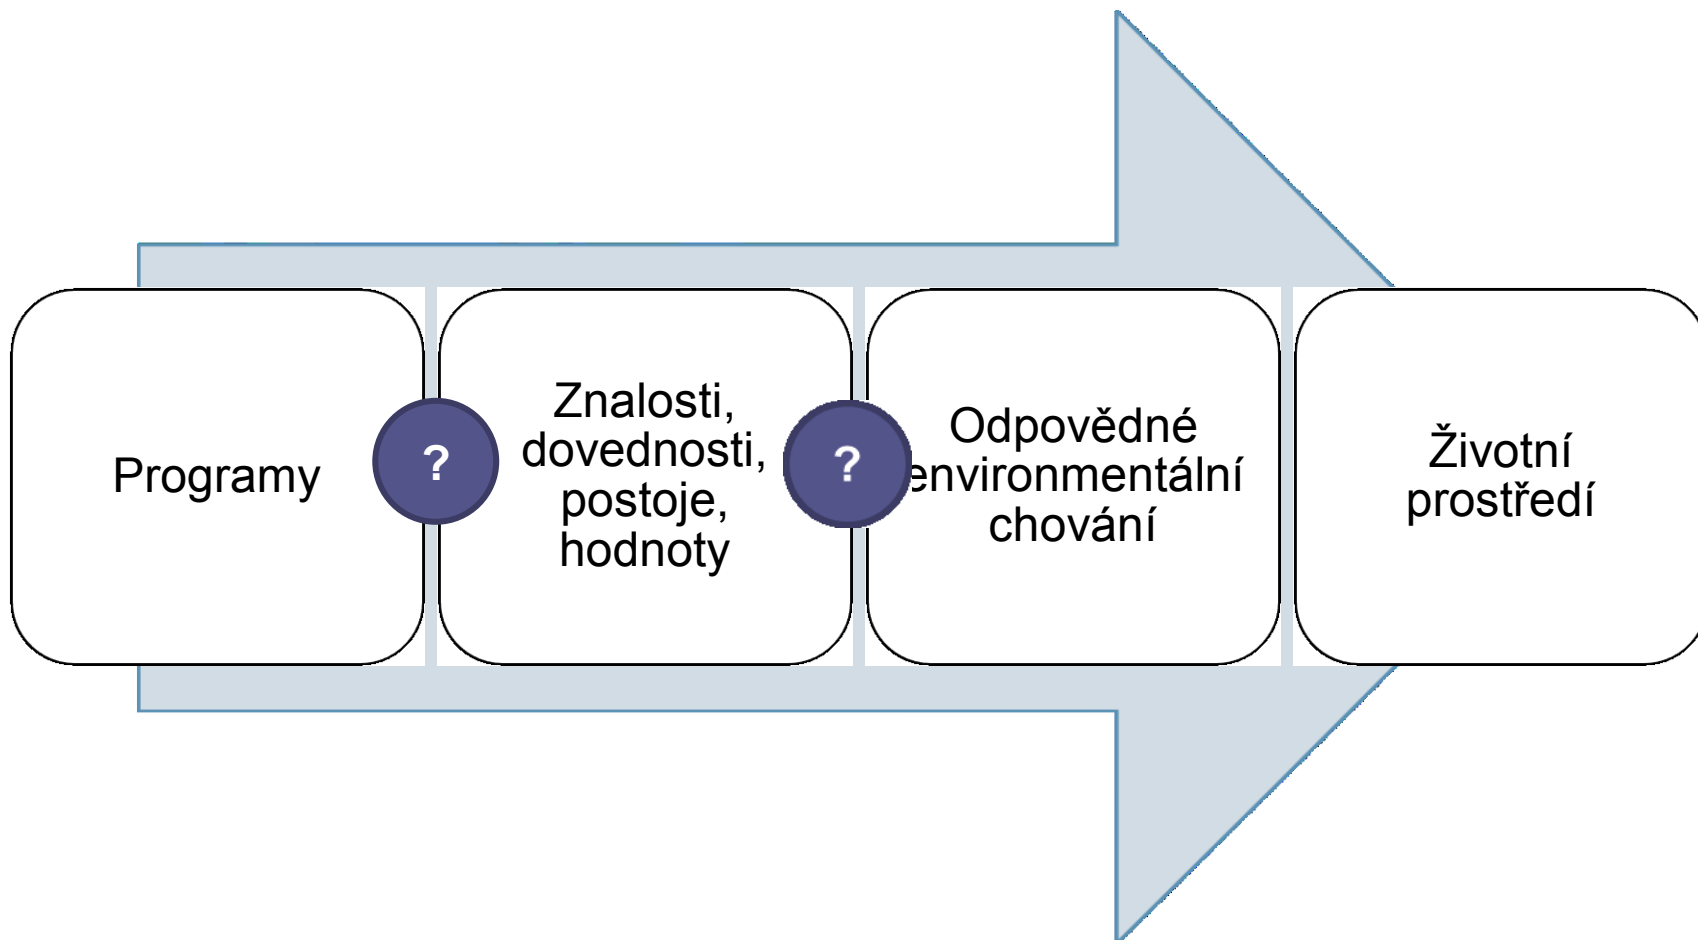 Programy
?
Znalosti,
dovednosti,
postoje,
hodnoty
?
Odpovědné
environmentální
chování
Životní
prostředí